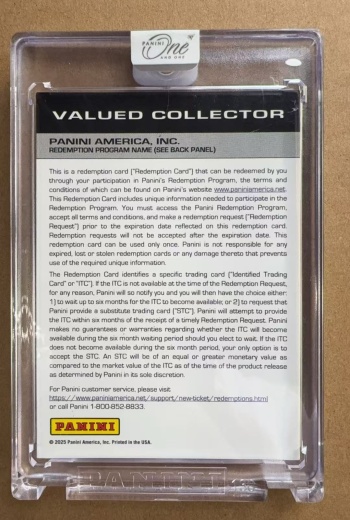 PANINI
One
AND ONE
VALUED COLLECTOR
PANINI AMERICA, INC.
REDEMPTION PROGRAM NAME (SEE BACK PANEL)
This is a redemption card ("Redemption Card") that can be redeemed by you
through your participation in Panini's Redemption Program, the terms and
conditions of which can be found on Panini's website www.paniniamerica.net.
This Redemption Card includes unique information needed to participate in the
Redemption Program. You must access the Panini Redemption Program,
accept all terms and conditions, and make a redemption request ("Redemption
Request") prior to the expiration date reflected on this redemption card.
Redemption requests will not be accepted after the expiration date. This
redemption card can be used only once. Panini is not responsible for any
expired, lost or stolen redemption cards or any damage thereto that prevents
use of the required unique information.
The Redemption Card identifies a specific trading card ("Identified Trading
Card" or "ITC"). If the ITC is not available at the time of the Redemption Request,
for any reason, Panini will so notify you and you will then have the choice either:
1) to wait up to six months for the ITC to become available; or 2) to request that
Panini provide a substitute trading card ("STC"). Panini will attempt to provide
the ITC within six months of the receipt of a timely Redemption Request. Panini
makes no guarantees or warranties regarding whether the ITC will become
available during the six month waiting period should you elect to wait. If the ITC
does not become available during the six month period, your only option is to
accept the STC. An STC will be of an equal or greater monetary value as
compared to the market value of the ITC as of the time of the product release
as determined by Panini in its sole discretion.
For Panini customer service, please visit
https://www.paniniamerica.net/support/new-ticket/redemptions.html
or call Panini 1-800-852-8833.
PANINI
© 2025 Panini America, Inc. Printed in the USA.
PANINI